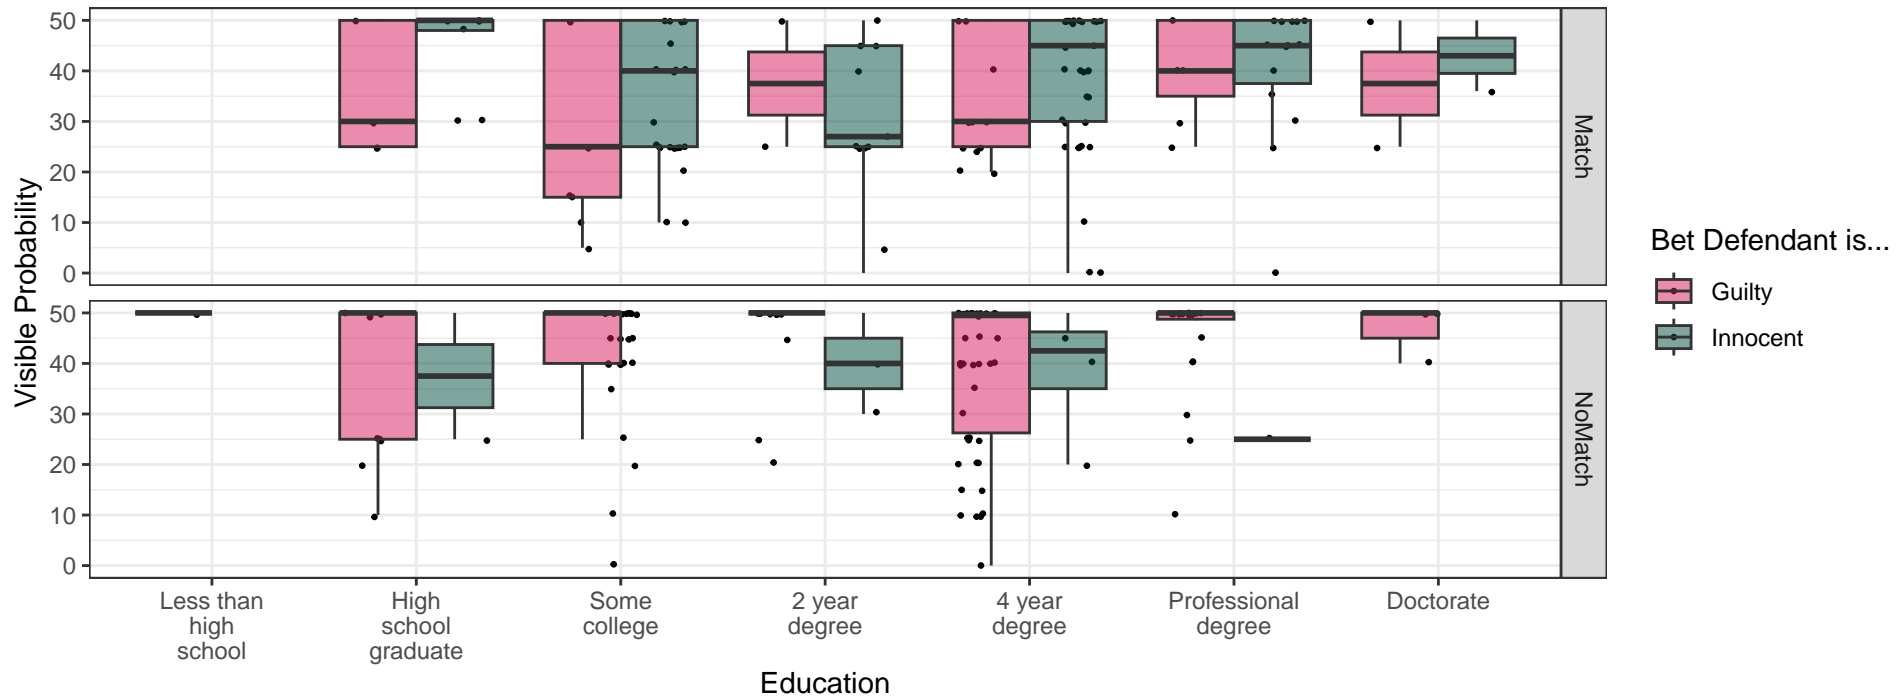 Visible Probability
50
40
30
20
10
0
Match
50
40
30
20
10
0
NoMatch
Less than
high
school
High
school
graduate
Some
college
2 year
degree
4 year
degree
Professional
degree
Doctorate
Education
Bet Defendant is...
Guilty
Innocent